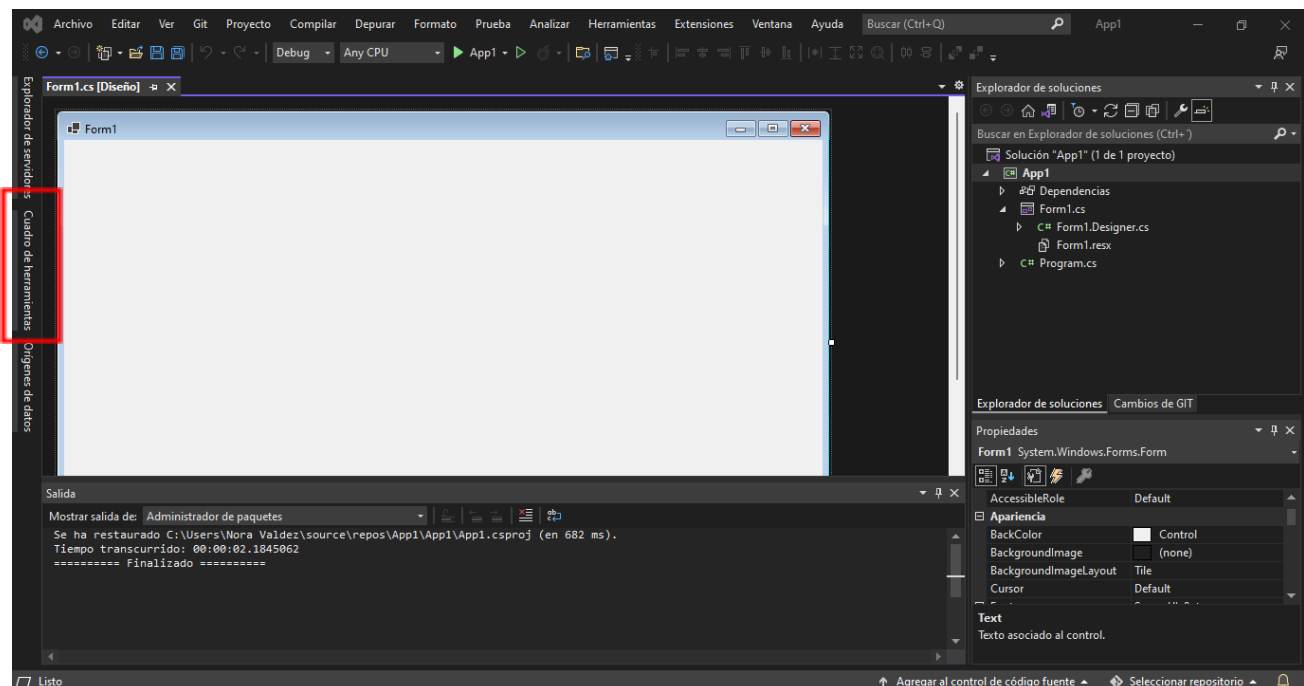 Archivo Editar Ver Git Proyecto Compilar Depurar Formato Prueba Analizar Herramientas Extensiones Ventana Ayuda Buscar (Ctrl+Q) App1
Debug Any CPU App1
Explorador de servidores
Cuadro de herramientas
Orígenes de datos
Form1.cs [Diseño]
Form1
Salida
Mostrar salida de: Administrador de paquetes
Se ha restaurado C:\Users\Nora Valdez\source\repos\App1\App1\App1.csproj (en 682 ms).
Tiempo transcurrido: 00:00:02.1845062
========== Finalizado ==========
Explorador de soluciones
Buscar en Explorador de soluciones (Ctrl+´)
Solución "App1" (1 de 1 proyecto)
C# App1
Dependencias
Form1.cs
C# Form1.Designer.cs
Form1.resx
C# Program.cs
Explorador de soluciones Cambios de GIT
Propiedades
Form1 System.Windows.Forms.Form
AccessibleRole Default
Apariencia
BackColor Control
BackgroundImage (none)
BackgroundImageLayout Tile
Cursor Default
Text
Texto asociado al control.
Listo Agregar al control de código fuente Seleccionar repositorio